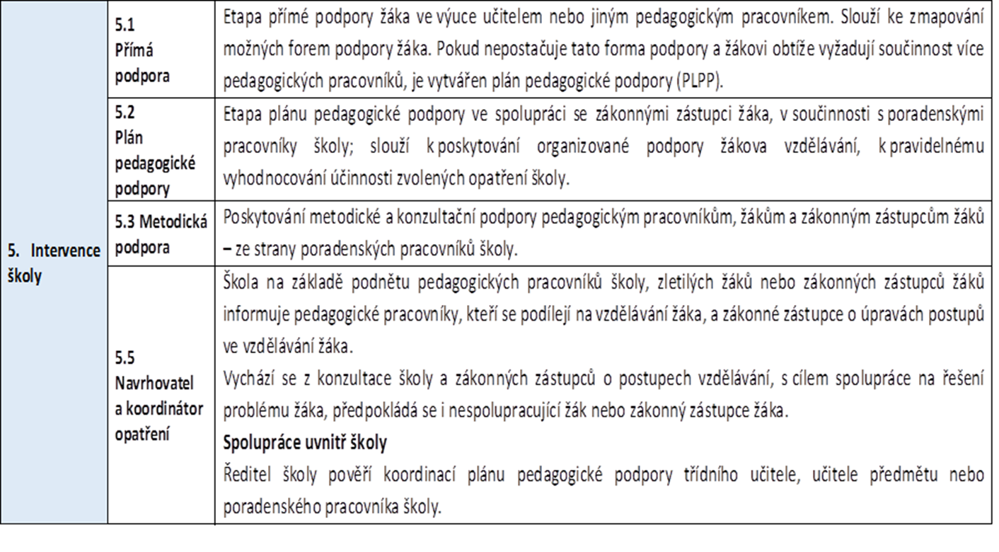 5. Intervence
školy
5.1
Přímá
podpora
Etapa přímé podpory žáka ve výuce učitelem nebo jiným pedagogickým pracovníkem. Slouží ke zmapování
možných forem podpory žáka. Pokud nepostačuje tato forma podpory a žákovi obtíže vyžadují součinnost více
pedagogických pracovníků, je vytvářen plán pedagogické podpory (PLPP).
5.2
Plán
pedagogické
podpory
Etapa plánu pedagogické podpory ve spolupráci se zákonnými zástupci žáka, v součinnosti s poradenskými
pracovníky školy; slouží k poskytování organizované podpory žákova vzdělávání, k pravidelnému
vyhodnocování účinnosti zvolených opatření školy.
5.3 Metodická
podpora
Poskytování metodické a konzultační podpory pedagogickým pracovníkům, žákům a zákonným zástupcům žáků
– ze strany poradenských pracovníků školy.
5.5
Navrhovatel
a koordinátor
opatření
Škola na základě podnětu pedagogických pracovníků školy, zletilých žáků nebo zákonných zástupců žáků
informuje pedagogické pracovníky, kteří se podílejí na vzdělávání žáka, a zákonné zástupce o úpravách postupů
ve vzdělávání žáka.
Vychází se z konzultace školy a zákonných zástupců o postupech vzdělávání, s cílem spolupráce na řešení
problému žáka, předpokládá se i nespolupracující žák nebo zákonný zástupce žáka.
Spolupráce uvnitř školy
Ředitel školy pověří koordinací plánu pedagogické podpory třídního učitele, učitele předmětu nebo
poradenského pracovníka školy.